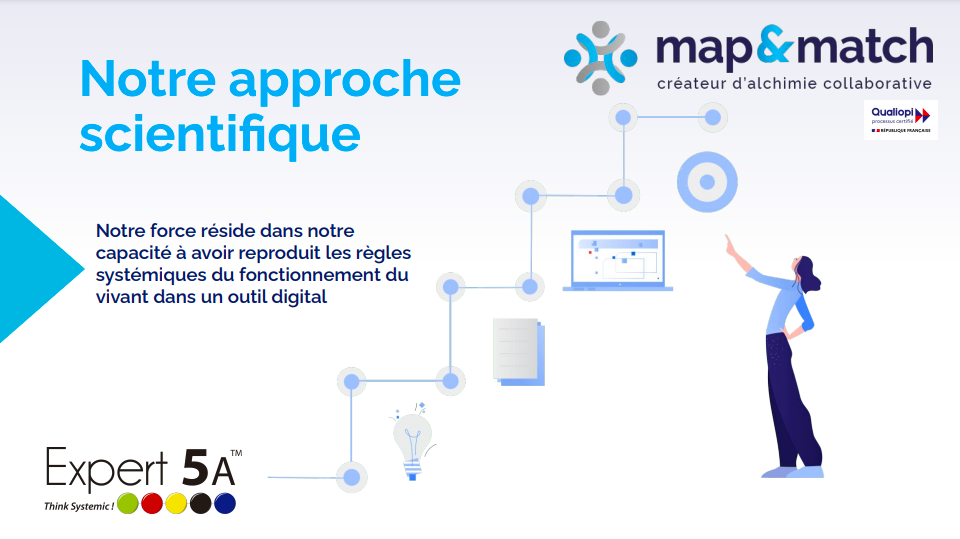 Notre approche
scientifique
map&match
créateur d'alchimie collaborative
Qualiopi
processus certifié
RÉPUBLIQUE FRANÇAISE
Notre force réside dans notre
capacité à avoir reproduit les règles
systémiques du fonctionnement du
vivant dans un outil digital
Expert 5A™
Think Systemic !